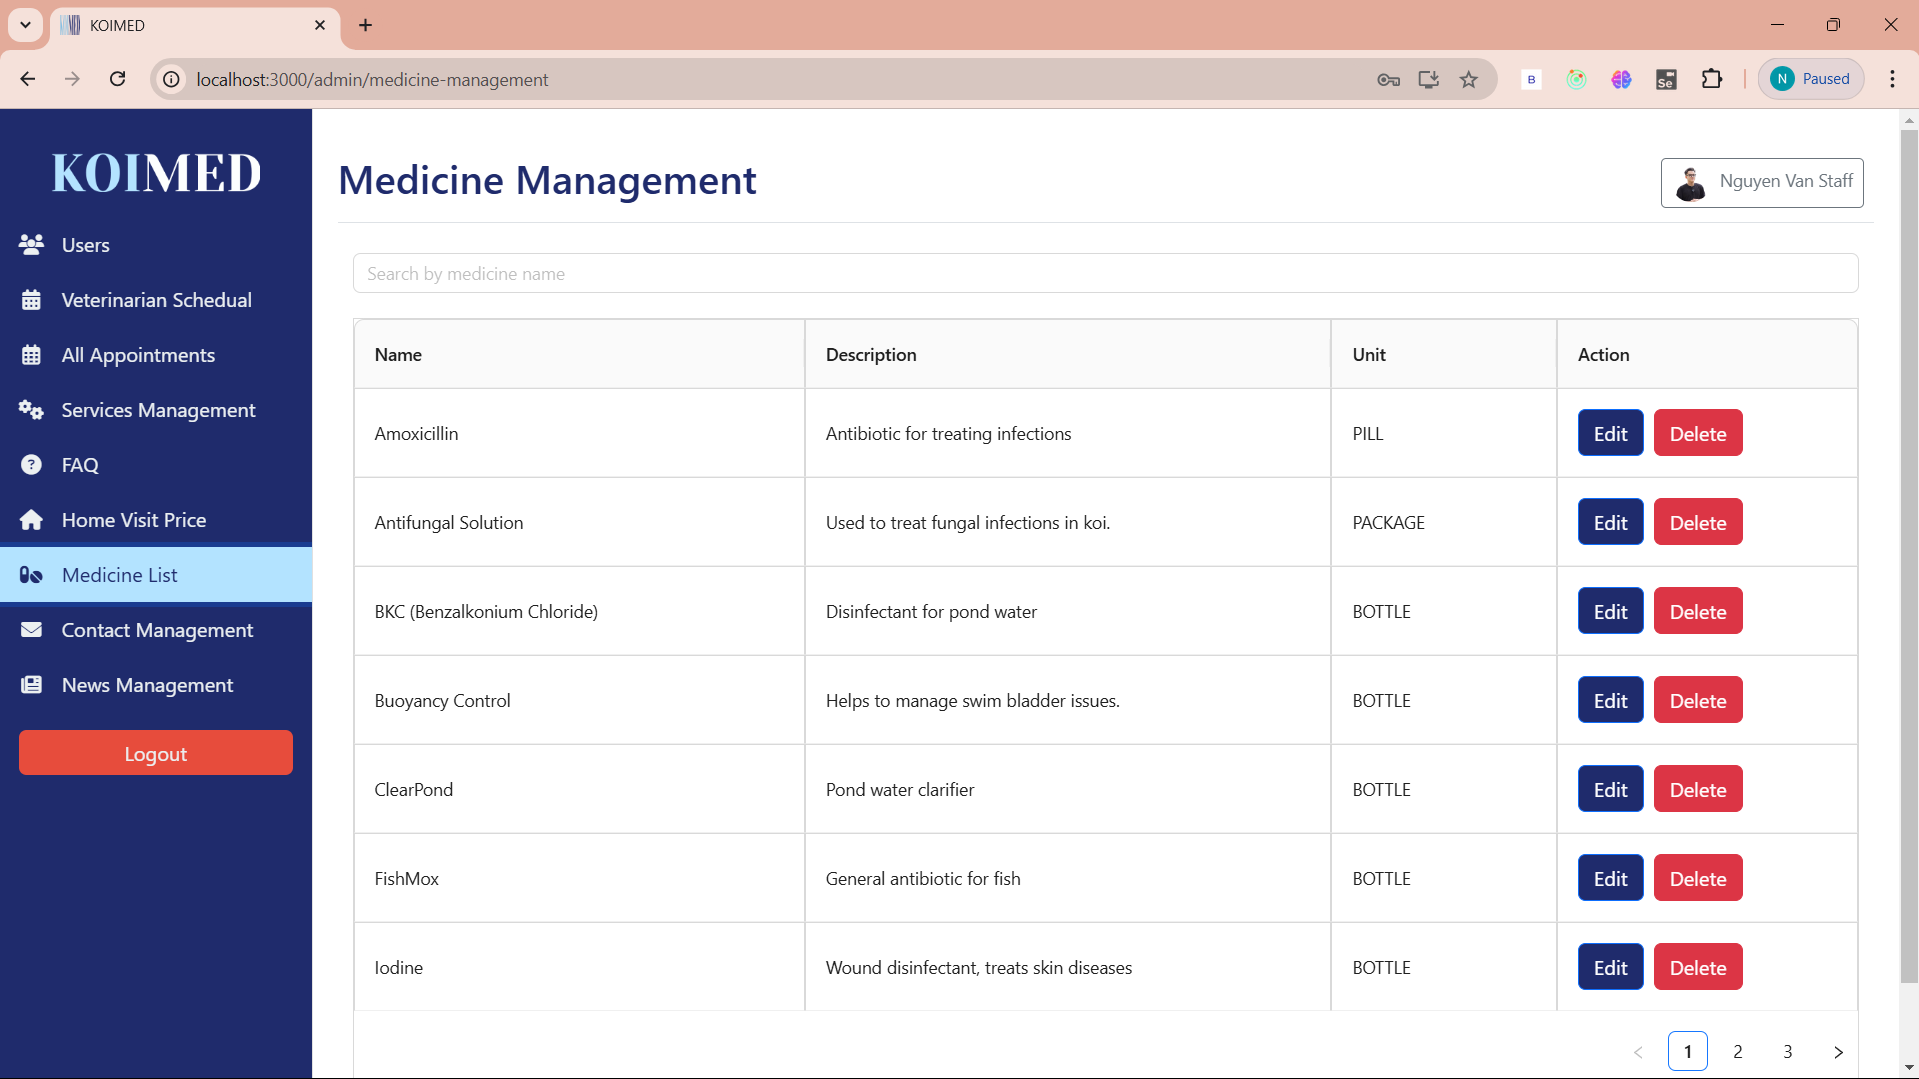 KOIMED
localhost:3000/admin/medicine-management
B
Se
N Paused
KOIMED
Users
Veterinarian Schedual
All Appointments
Services Management
FAQ
Home Visit Price
Medicine List
Contact Management
News Management
Logout
Medicine Management
Nguyen Van Staff
Search by medicine name
Name Description Unit Action
Amoxicillin Antibiotic for treating infections PILL Edit Delete
Antifungal Solution Used to treat fungal infections in koi. PACKAGE Edit Delete
BKC (Benzalkonium Chloride) Disinfectant for pond water BOTTLE Edit Delete
Buoyancy Control Helps to manage swim bladder issues. BOTTLE Edit Delete
ClearPond Pond water clarifier BOTTLE Edit Delete
FishMox General antibiotic for fish BOTTLE Edit Delete
Iodine Wound disinfectant, treats skin diseases BOTTLE Edit Delete
< 1 2 3 >